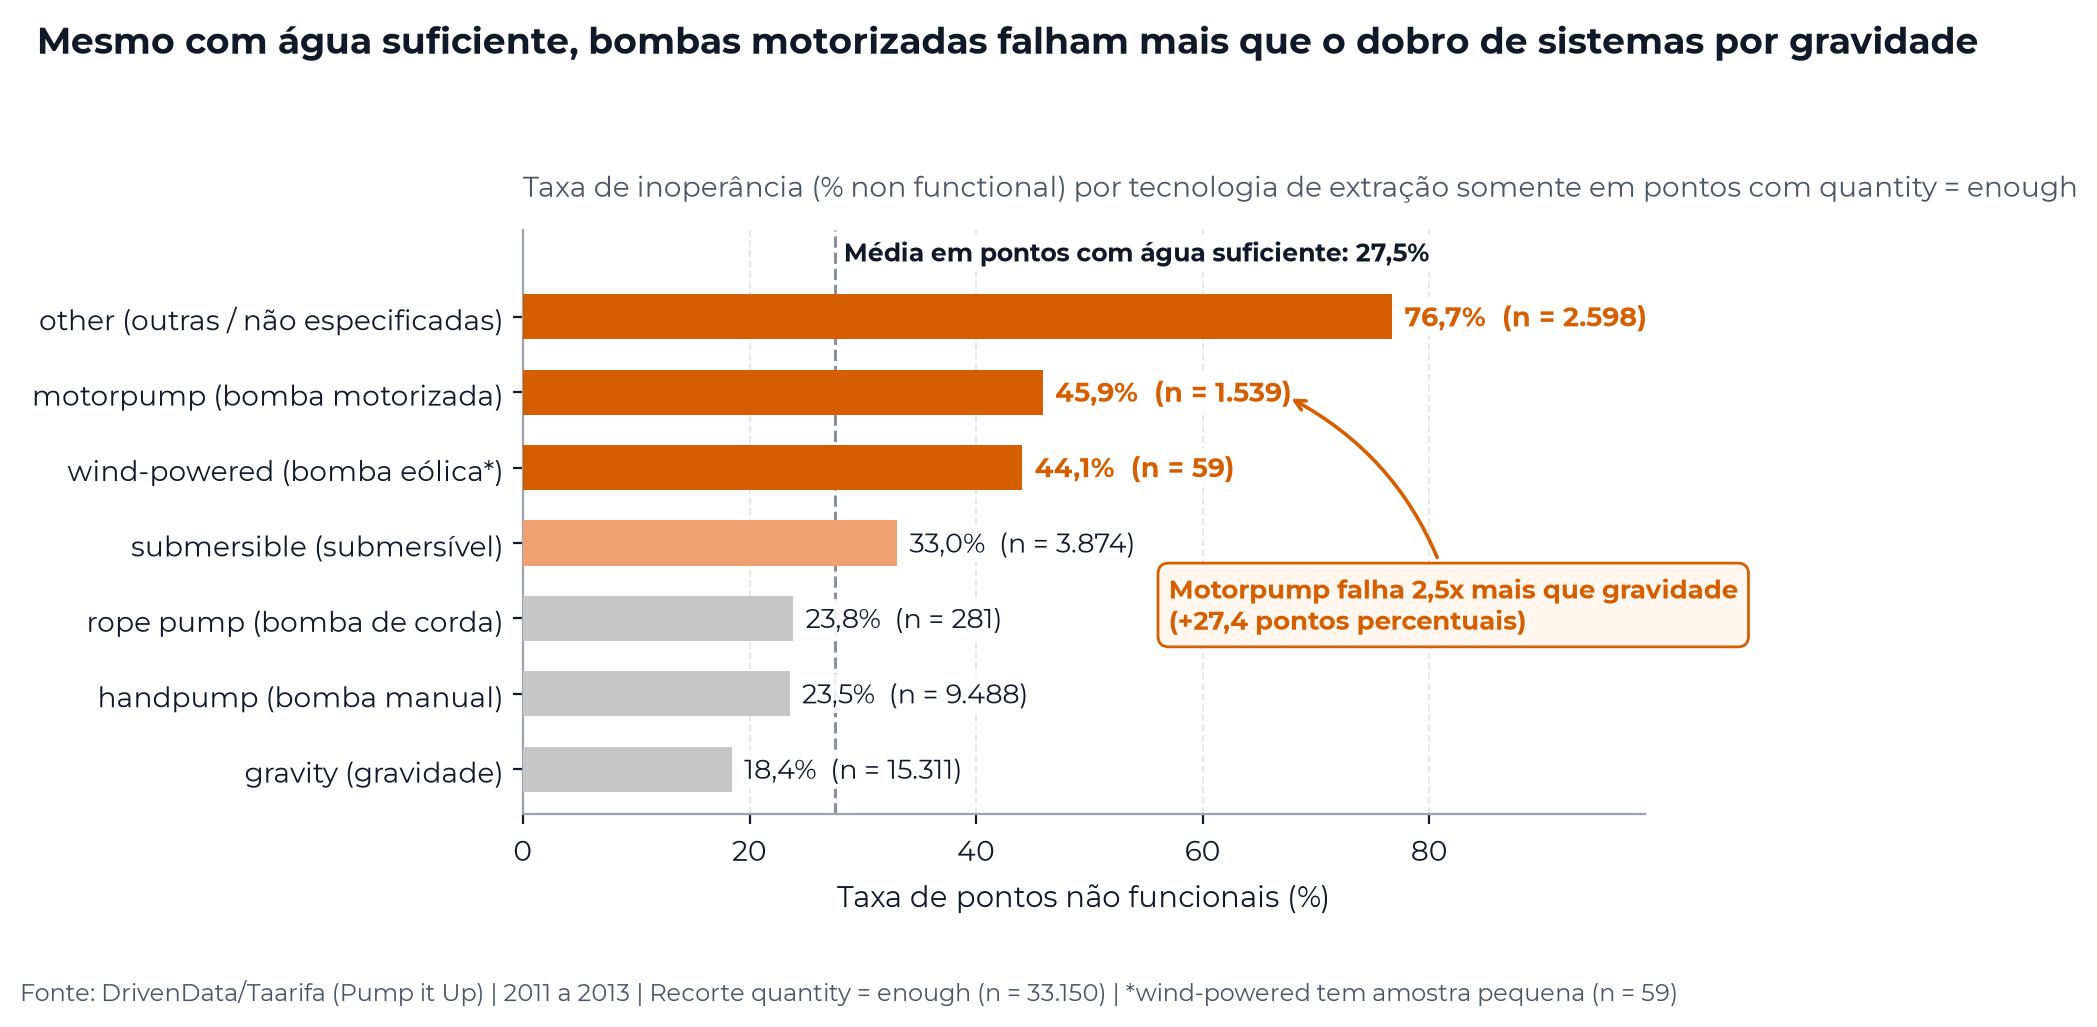 Mesmo com água suficiente, bombas motorizadas falham mais que o dobro de sistemas por gravidade
Taxa de inoperância (% non functional) por tecnologia de extração somente em pontos com quantity = enough
Média em pontos com água suficiente: 27,5%
other (outras / não especificadas)
76,7% (n = 2.598)
motorpump (bomba motorizada)
45,9% (n = 1.539)
wind-powered (bomba eólica*)
44,1% (n = 59)
submersible (submersível)
33,0% (n = 3.874)
Motorpump falha 2,5x mais que gravidade
(+27,4 pontos percentuais)
rope pump (bomba de corda)
23,8% (n = 281)
handpump (bomba manual)
23,5% (n = 9.488)
gravity (gravidade)
18,4% (n = 15.311)
0 20 40 60 80
Taxa de pontos não funcionais (%)
Fonte: DrivenData/Taarifa (Pump it Up) | 2011 a 2013 | Recorte quantity = enough (n = 33.150) | *wind-powered tem amostra pequena (n = 59)